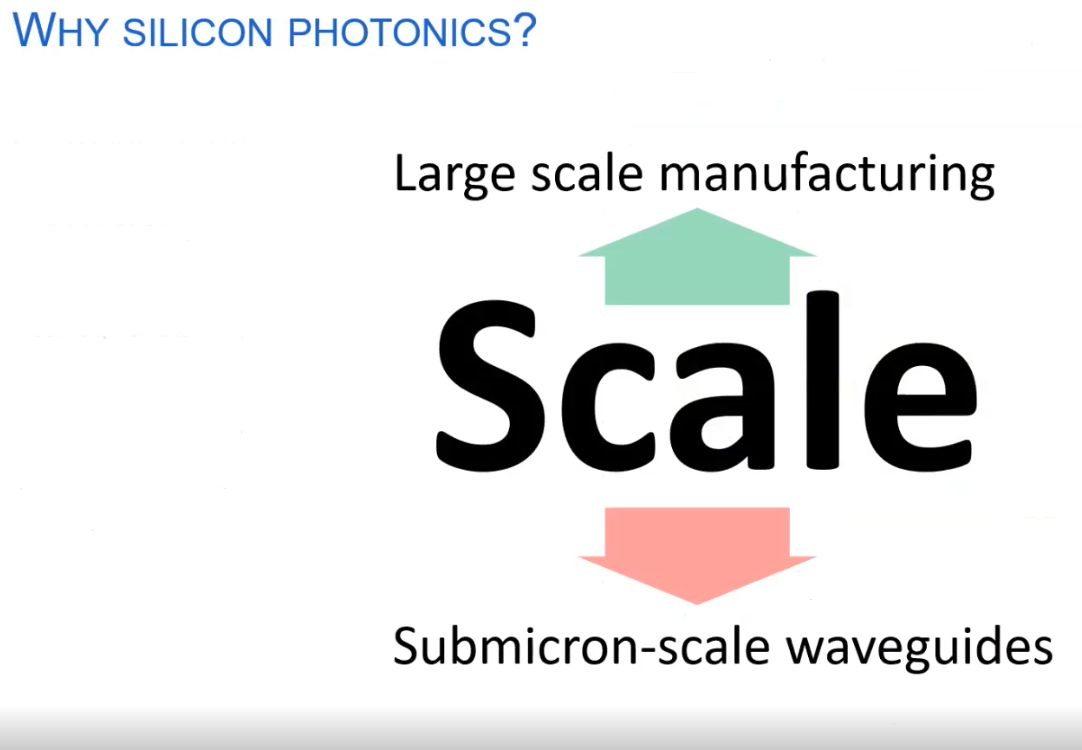 WHY SILICON PHOTONICS?
Large scale manufacturing
Scale
Submicron-scale waveguides